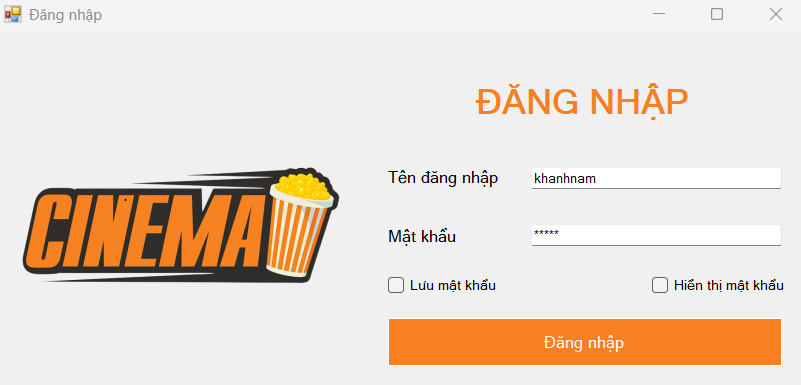 Đăng nhập
ĐĂNG NHẬP
CINEMA
Tên đăng nhập khanhnam
Mật khẩu *****
Lưu mật khẩu Hiển thị mật khẩu
Đăng nhập